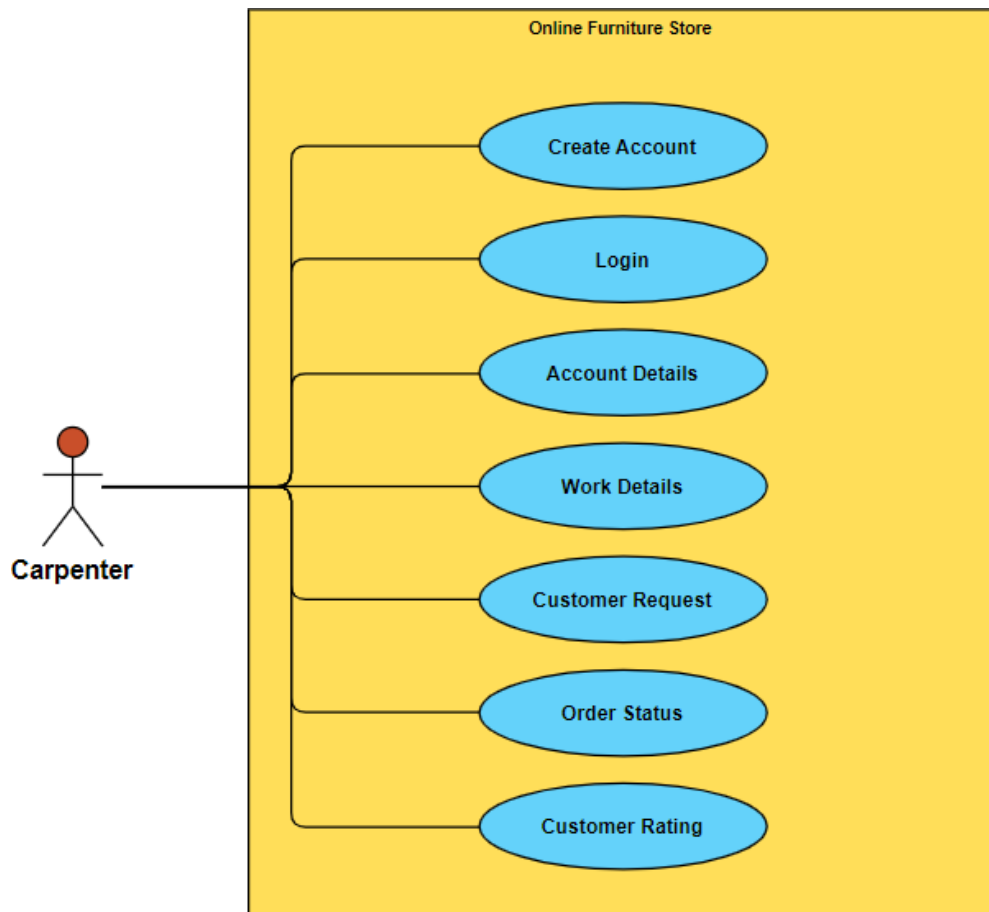 Online Furniture Store
Create Account
Login
Account Details
Work Details
Carpenter
Customer Request
Order Status
Customer Rating